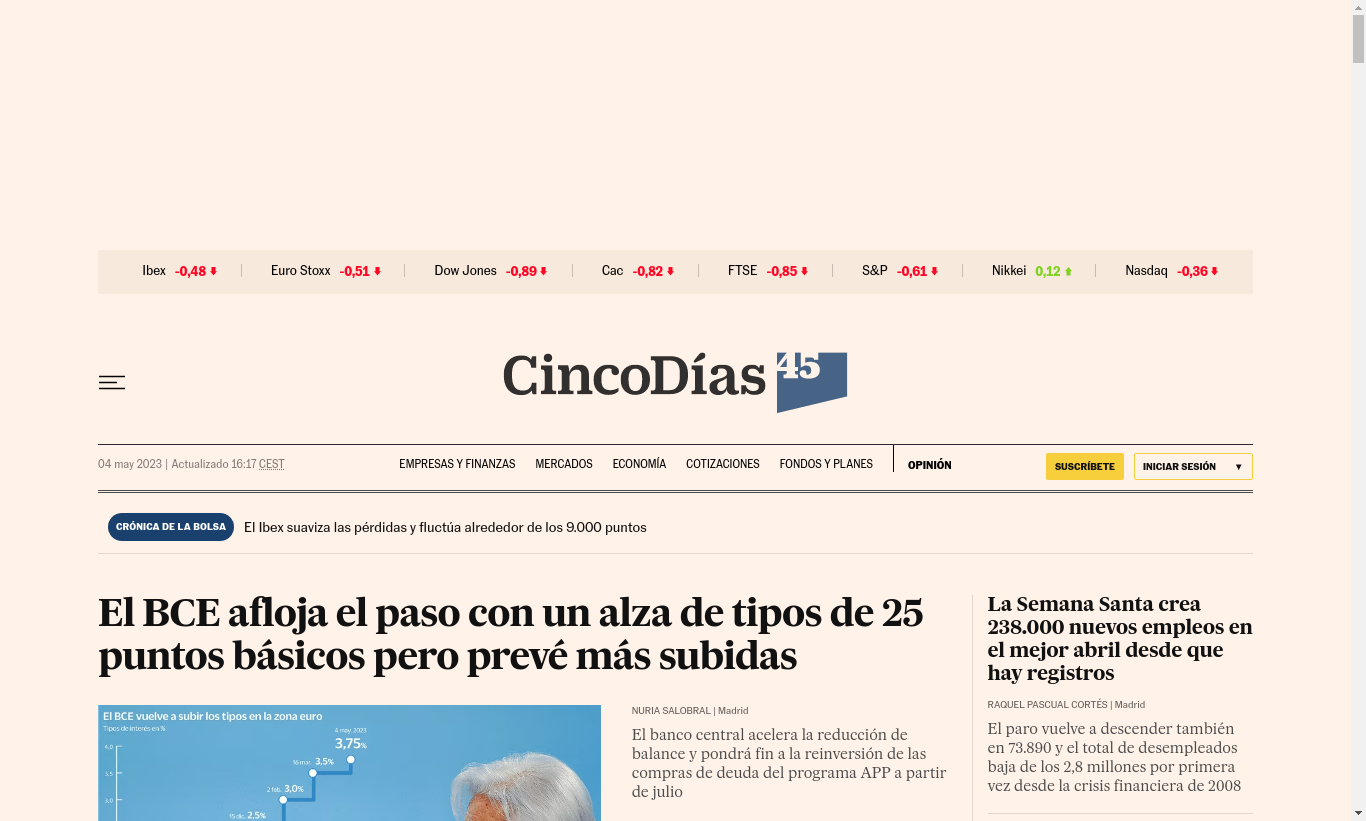 Ibex -0,48 Euro Stoxx -0,51 Dow Jones -0,89 Cac -0,82 FTSE -0,85 S&P -0,61 Nikkei 0,12 Nasdaq -0,36
CincoDías 45
04 may 2023 | Actualizado 16:17 CEST
EMPRESAS Y FINANZAS MERCADOS ECONOMÍA COTIZACIONES FONDOS Y PLANES OPINIÓN
SUSCRÍBETE INICIAR SESIÓN
CRÓNICA DE LA BOLSA El Ibex suaviza las pérdidas y fluctúa alrededor de los 9.000 puntos
El BCE afloja el paso con un alza de tipos de 25
puntos básicos pero prevé más subidas
El BCE vuelve a subir los tipos en la zona euro
Tipos de interés en %
4 may. 2023
3,75%
4,0
16 mar. 3,5%
3,5
2 feb. 3,0%
3,0
15 dic. 2,5%
NURIA SALOBRAL | Madrid
El banco central acelera la reducción de
balance y pondrá fin a la reinversión de las
compras de deuda del programa APP a partir
de julio
La Semana Santa crea
238.000 nuevos empleos en
el mejor abril desde que
hay registros
RAQUEL PASCUAL CORTÉS | Madrid
El paro vuelve a descender también
en 73.890 y el total de desempleados
baja de los 2,8 millones por primera
vez desde la crisis financiera de 2008